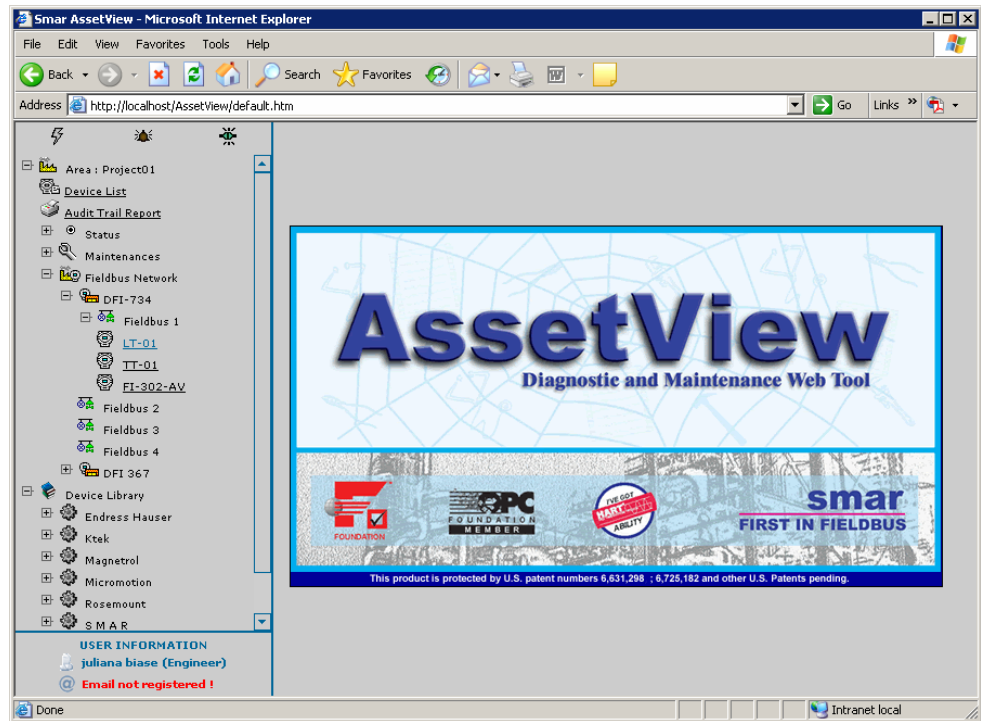 Smar AssetView - Microsoft Internet Explorer
File Edit View Favorites Tools Help
Back Search Favorites
Address http://localhost/AssetView/default.htm Go Links »
Area : Project01
Device List
Audit Trail Report
Status
Maintenances
Fieldbus Network
DFI-734
Fieldbus 1
LT-01
TT-01
FI-302-AV
Fieldbus 2
Fieldbus 3
Fieldbus 4
DFI 367
Device Library
Endress Hauser
Ktek
Magnetrol
Micromotion
Rosemount
S M A R
USER INFORMATION
juliana biase (Engineer)
@ Email not registered !
AssetView
Diagnostic and Maintenance Web Tool
FOUNDATION
OPC
FOUNDATION
MEMBER
I'VE GOT
HART
ABILITY
smar
FIRST IN FIELDBUS
This product is protected by U.S. patent numbers 6,631,298 ; 6,725,182 and other U.S. Patents pending.
Done Intranet local